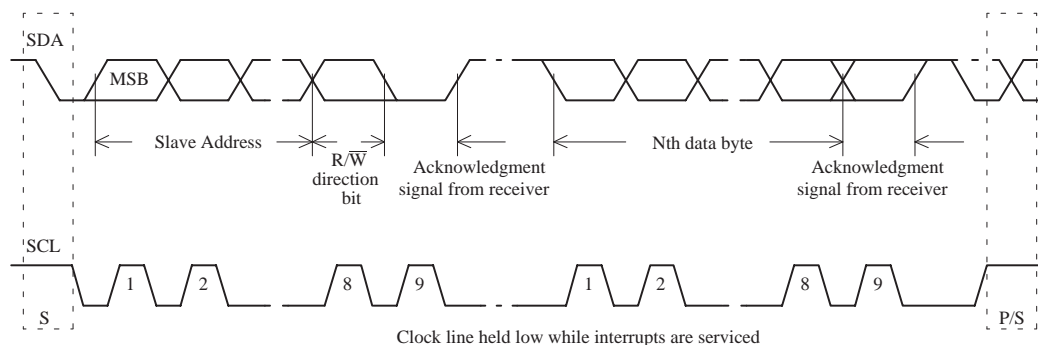 SDA
MSB
Slave Address
R/W̅
direction
bit
Acknowledgment
signal from receiver
Nth data byte
Acknowledgment
signal from receiver
SCL
1
2
8
9
1
2
8
9
S
P/S
Clock line held low while interrupts are serviced